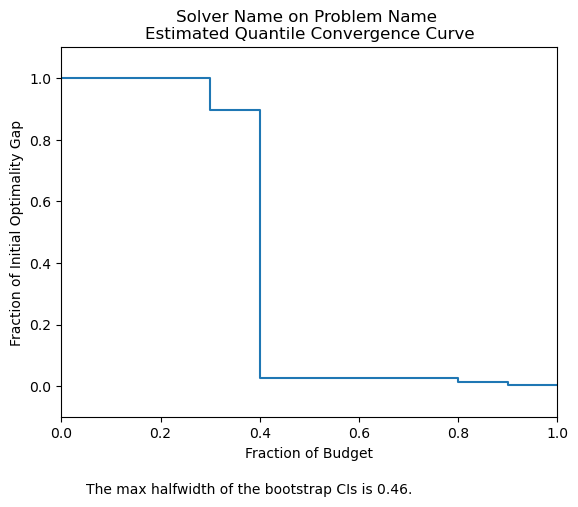 Solver Name on Problem Name
Estimated Quantile Convergence Curve
Fraction of Initial Optimality Gap
1.0
0.8
0.6
0.4
0.2
0.0
0.0 0.2 0.4 0.6 0.8 1.0
Fraction of Budget
The max halfwidth of the bootstrap CIs is 0.46.